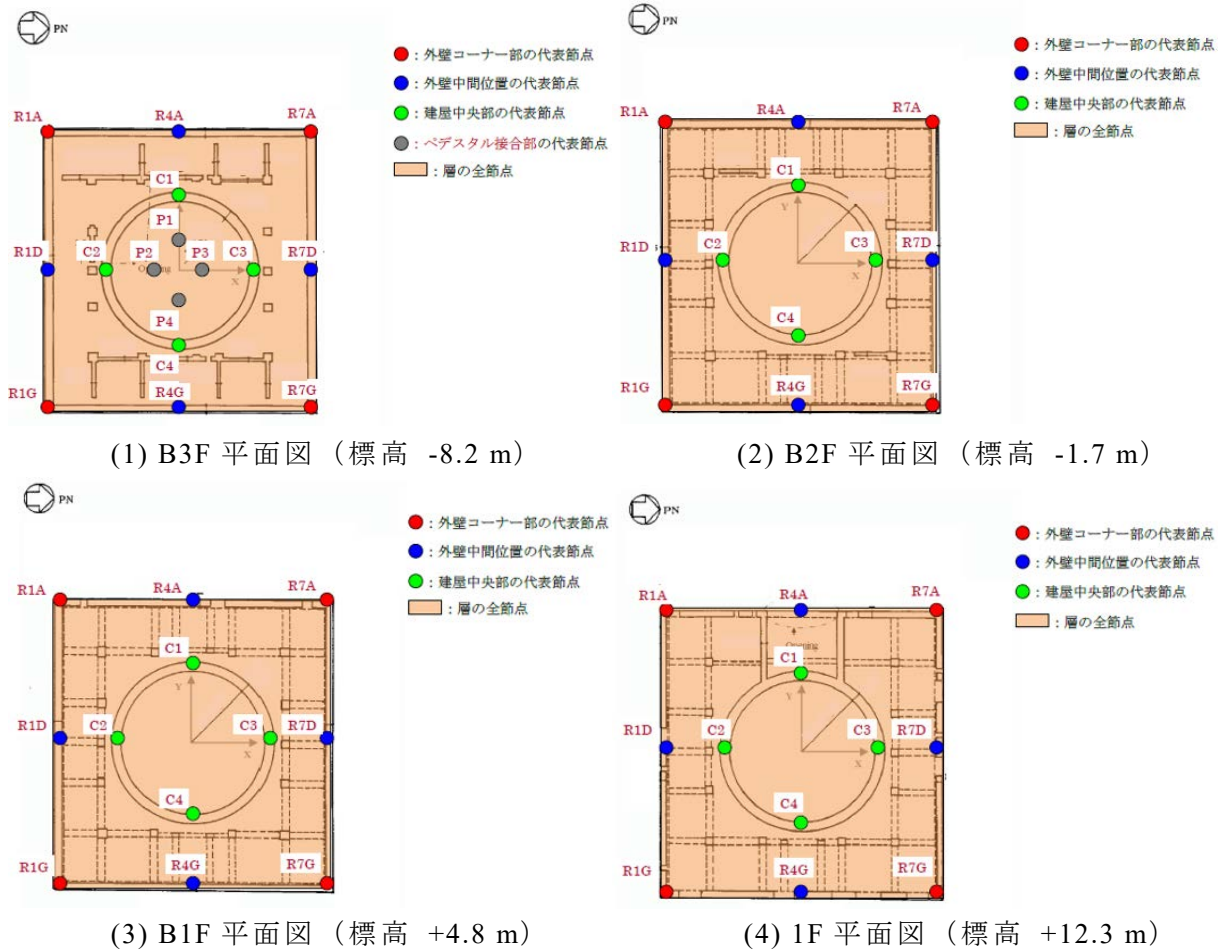 PN
●：外壁コーナー部の代表節点
●：外壁中間位置の代表節点
●：建屋中央部の代表節点
●：ペデスタル接合部の代表節点
：層の全節点
R1A
R4A
R7A
C1
P1
R1D
C2
P2
P3
C3
R7D
X
P4
C4
R1G
R4G
R7G
(1) B3F 平面図（標高 -8.2 m）
PN
●：外壁コーナー部の代表節点
●：外壁中間位置の代表節点
●：建屋中央部の代表節点
：層の全節点
R1A
R4A
R7A
C1
Y
R1D
C2
C3
R7D
X
C4
R1G
R4G
R7G
(2) B2F 平面図（標高 -1.7 m）
PN
●：外壁コーナー部の代表節点
●：外壁中間位置の代表節点
●：建屋中央部の代表節点
：層の全節点
R1A
R4A
R7A
C1
Y
R1D
C2
C3
R7D
X
C4
R1G
R4G
R7G
(3) B1F 平面図（標高 +4.8 m）
PN
●：外壁コーナー部の代表節点
●：外壁中間位置の代表節点
●：建屋中央部の代表節点
：層の全節点
R1A
R4A
R7A
Opening
C1
Y
R1D
C2
C3
R7D
X
C4
R1G
R4G
R7G
(4) 1F 平面図（標高 +12.3 m）